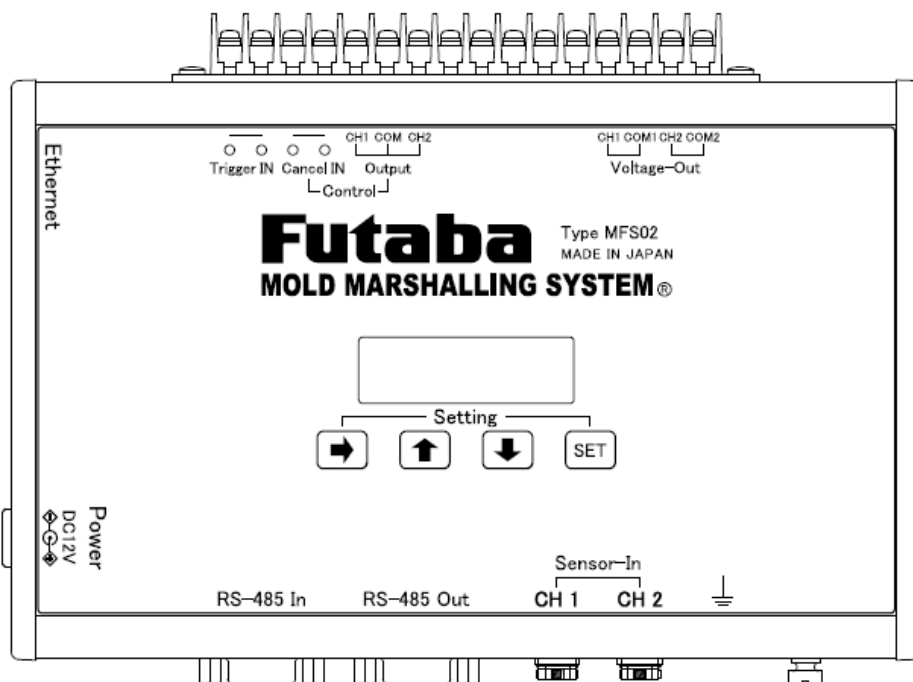 CH1 COM CH2
CH1 COM1 CH2 COM2
Trigger IN Cancel IN Output
Voltage-Out
Control
Ethernet
Futaba
Type MFS02
MADE IN JAPAN
MOLD MARSHALLING SYSTEM®
Setting
SET
Power
DC12V
Sensor-In
RS-485 In RS-485 Out CH 1 CH 2